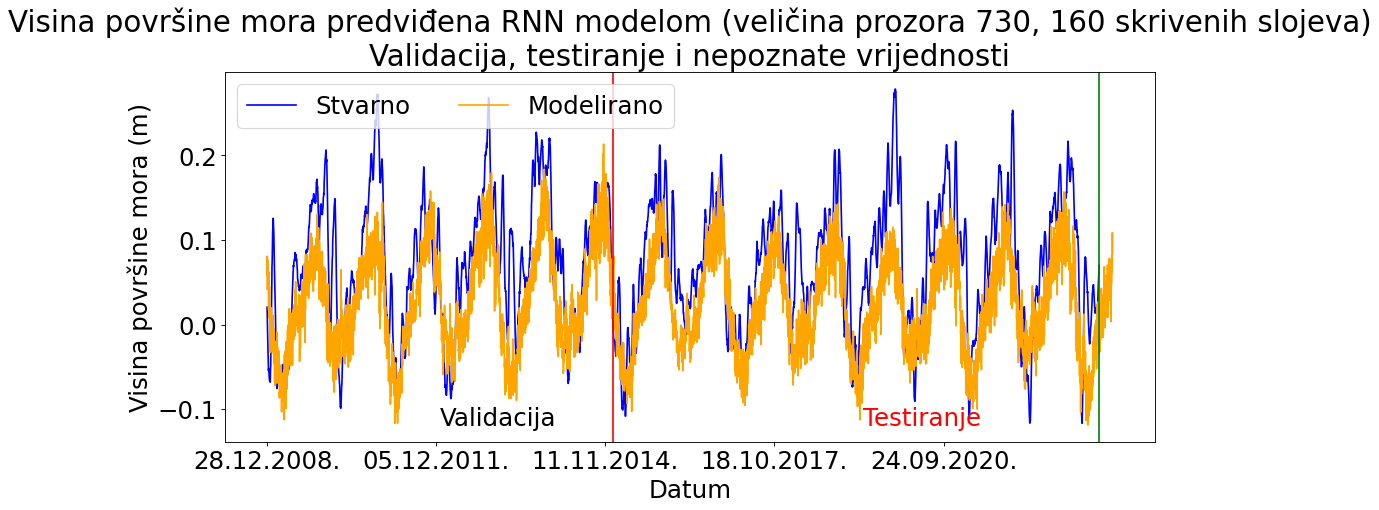 Visina površine mora predviđena RNN modelom (veličina prozora 730, 160 skrivenih slojeva)
Validacija, testiranje i nepoznate vrijednosti
Stvarno
Modelirano
Visina površine mora (m)
0.2
0.1
0.0
−0.1
Validacija
Testiranje
28.12.2008.
05.12.2011.
11.11.2014.
18.10.2017.
24.09.2020.
Datum